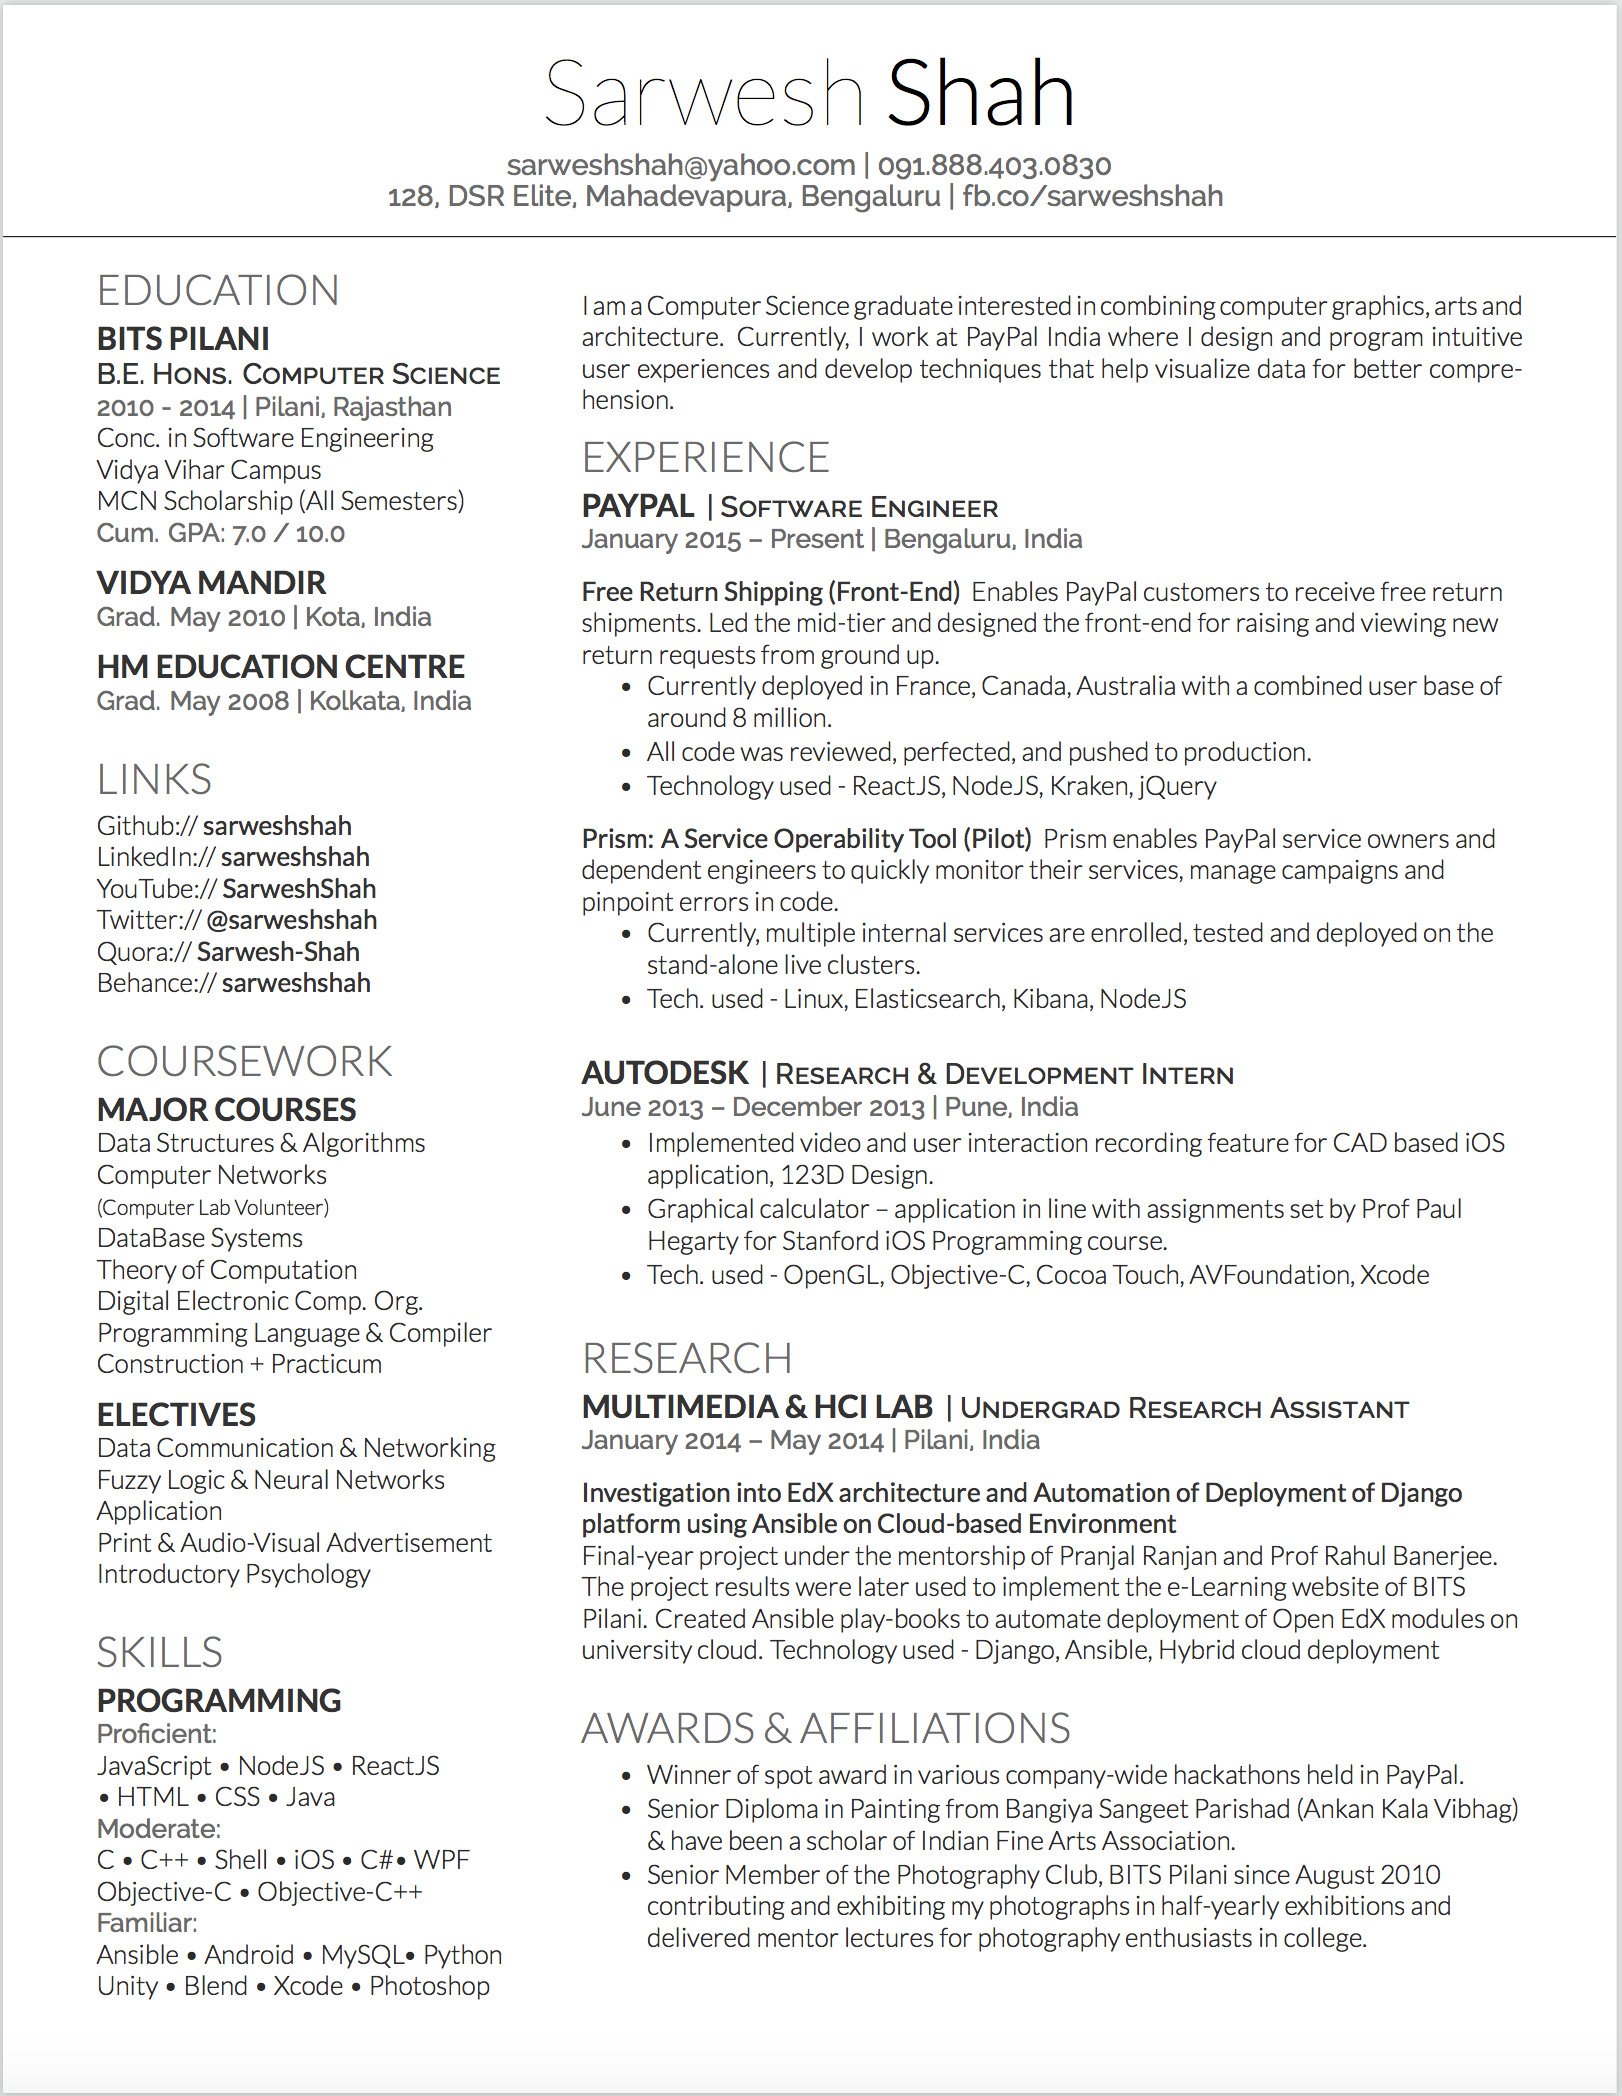 Sarwesh Shah
sarweshshah@yahoo.com | 091.888.403.0830
128, DSR Elite, Mahadevapura, Bengaluru | fb.co/sarweshshah
EDUCATION
BITS PILANI
B.E. Hons. Computer Science
2010 - 2014 | Pilani, Rajasthan
Conc. in Software Engineering
Vidya Vihar Campus
MCN Scholarship (All Semesters)
Cum. GPA: 7.0 / 10.0
VIDYA MANDIR
Grad. May 2010 | Kota, India
HM EDUCATION CENTRE
Grad. May 2008 | Kolkata, India
LINKS
Github:// sarweshshah
LinkedIn:// sarweshshah
YouTube:// SarweshShah
Twitter:// @sarweshshah
Quora:// Sarwesh-Shah
Behance:// sarweshshah
COURSEWORK
MAJOR COURSES
Data Structures & Algorithms
Computer Networks
(Computer Lab Volunteer)
DataBase Systems
Theory of Computation
Digital Electronic Comp. Org.
Programming Language & Compiler
Construction + Practicum
ELECTIVES
Data Communication & Networking
Fuzzy Logic & Neural Networks
Application
Print & Audio-Visual Advertisement
Introductory Psychology
SKILLS
PROGRAMMING
Proficient:
JavaScript • NodeJS • ReactJS
• HTML • CSS • Java
Moderate:
C • C++ • Shell • iOS • C#• WPF
Objective-C • Objective-C++
Familiar:
Ansible • Android • MySQL• Python
Unity • Blend • Xcode • Photoshop
I am a Computer Science graduate interested in combining computer graphics, arts and
architecture. Currently, I work at PayPal India where I design and program intuitive
user experiences and develop techniques that help visualize data for better compre-
hension.
EXPERIENCE
PAYPAL | Software Engineer
January 2015 – Present | Bengaluru, India
Free Return Shipping (Front-End) Enables PayPal customers to receive free return
shipments. Led the mid-tier and designed the front-end for raising and viewing new
return requests from ground up.
• Currently deployed in France, Canada, Australia with a combined user base of
around 8 million.
• All code was reviewed, perfected, and pushed to production.
• Technology used - ReactJS, NodeJS, Kraken, jQuery
Prism: A Service Operability Tool (Pilot) Prism enables PayPal service owners and
dependent engineers to quickly monitor their services, manage campaigns and
pinpoint errors in code.
• Currently, multiple internal services are enrolled, tested and deployed on the
stand-alone live clusters.
• Tech. used - Linux, Elasticsearch, Kibana, NodeJS
AUTODESK | Research & Development Intern
June 2013 – December 2013 | Pune, India
• Implemented video and user interaction recording feature for CAD based iOS
application, 123D Design.
• Graphical calculator – application in line with assignments set by Prof Paul
Hegarty for Stanford iOS Programming course.
• Tech. used - OpenGL, Objective-C, Cocoa Touch, AVFoundation, Xcode
RESEARCH
MULTIMEDIA & HCI LAB | Undergrad Research Assistant
January 2014 – May 2014 | Pilani, India
Investigation into EdX architecture and Automation of Deployment of Django
platform using Ansible on Cloud-based Environment
Final-year project under the mentorship of Pranjal Ranjan and Prof Rahul Banerjee.
The project results were later used to implement the e-Learning website of BITS
Pilani. Created Ansible play-books to automate deployment of Open EdX modules on
university cloud. Technology used - Django, Ansible, Hybrid cloud deployment
AWARDS & AFFILIATIONS
• Winner of spot award in various company-wide hackathons held in PayPal.
• Senior Diploma in Painting from Bangiya Sangeet Parishad (Ankan Kala Vibhag)
& have been a scholar of Indian Fine Arts Association.
• Senior Member of the Photography Club, BITS Pilani since August 2010
contributing and exhibiting my photographs in half-yearly exhibitions and
delivered mentor lectures for photography enthusiasts in college.